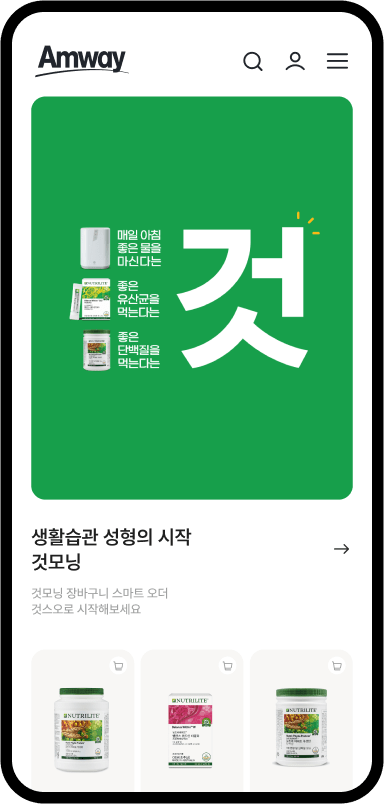 Amway
매일 아침
좋은 물을
마신다는
좋은
유산균을
먹는다는
좋은
단백질을
먹는다는
것
생활습관 성형의 시작
것모닝
것모닝 장바구니 스마트 오더
것스오로 시작해보세요
NUTRILITE
NUTRILITE
NUTRILITE